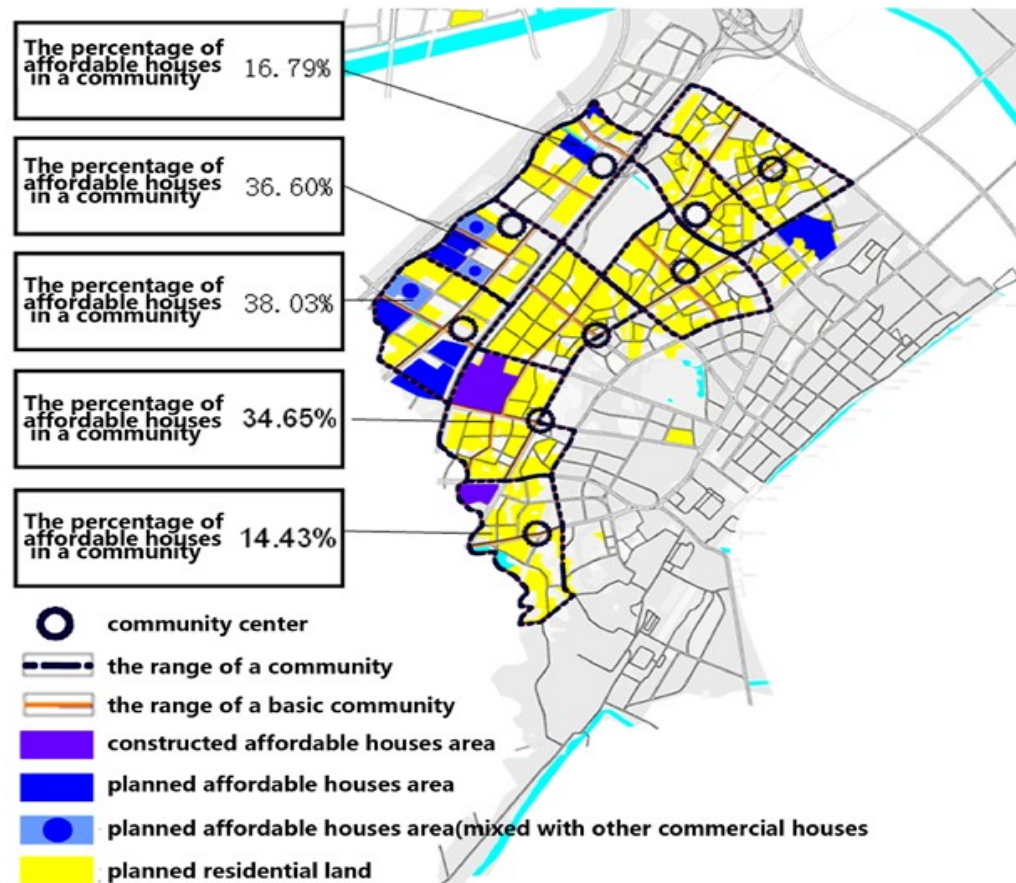 The percentage of
affordable houses
in a community 16.79%
The percentage of
affordable houses
in a community 36.60%
The percentage of
affordable houses
in a community 38.03%
The percentage of
affordable houses
in a community 34.65%
The percentage of
affordable houses
in a community 14.43%
community center
the range of a community
the range of a basic community
constructed affordable houses area
planned affordable houses area
planned affordable houses area(mixed with other commercial houses
planned residential land